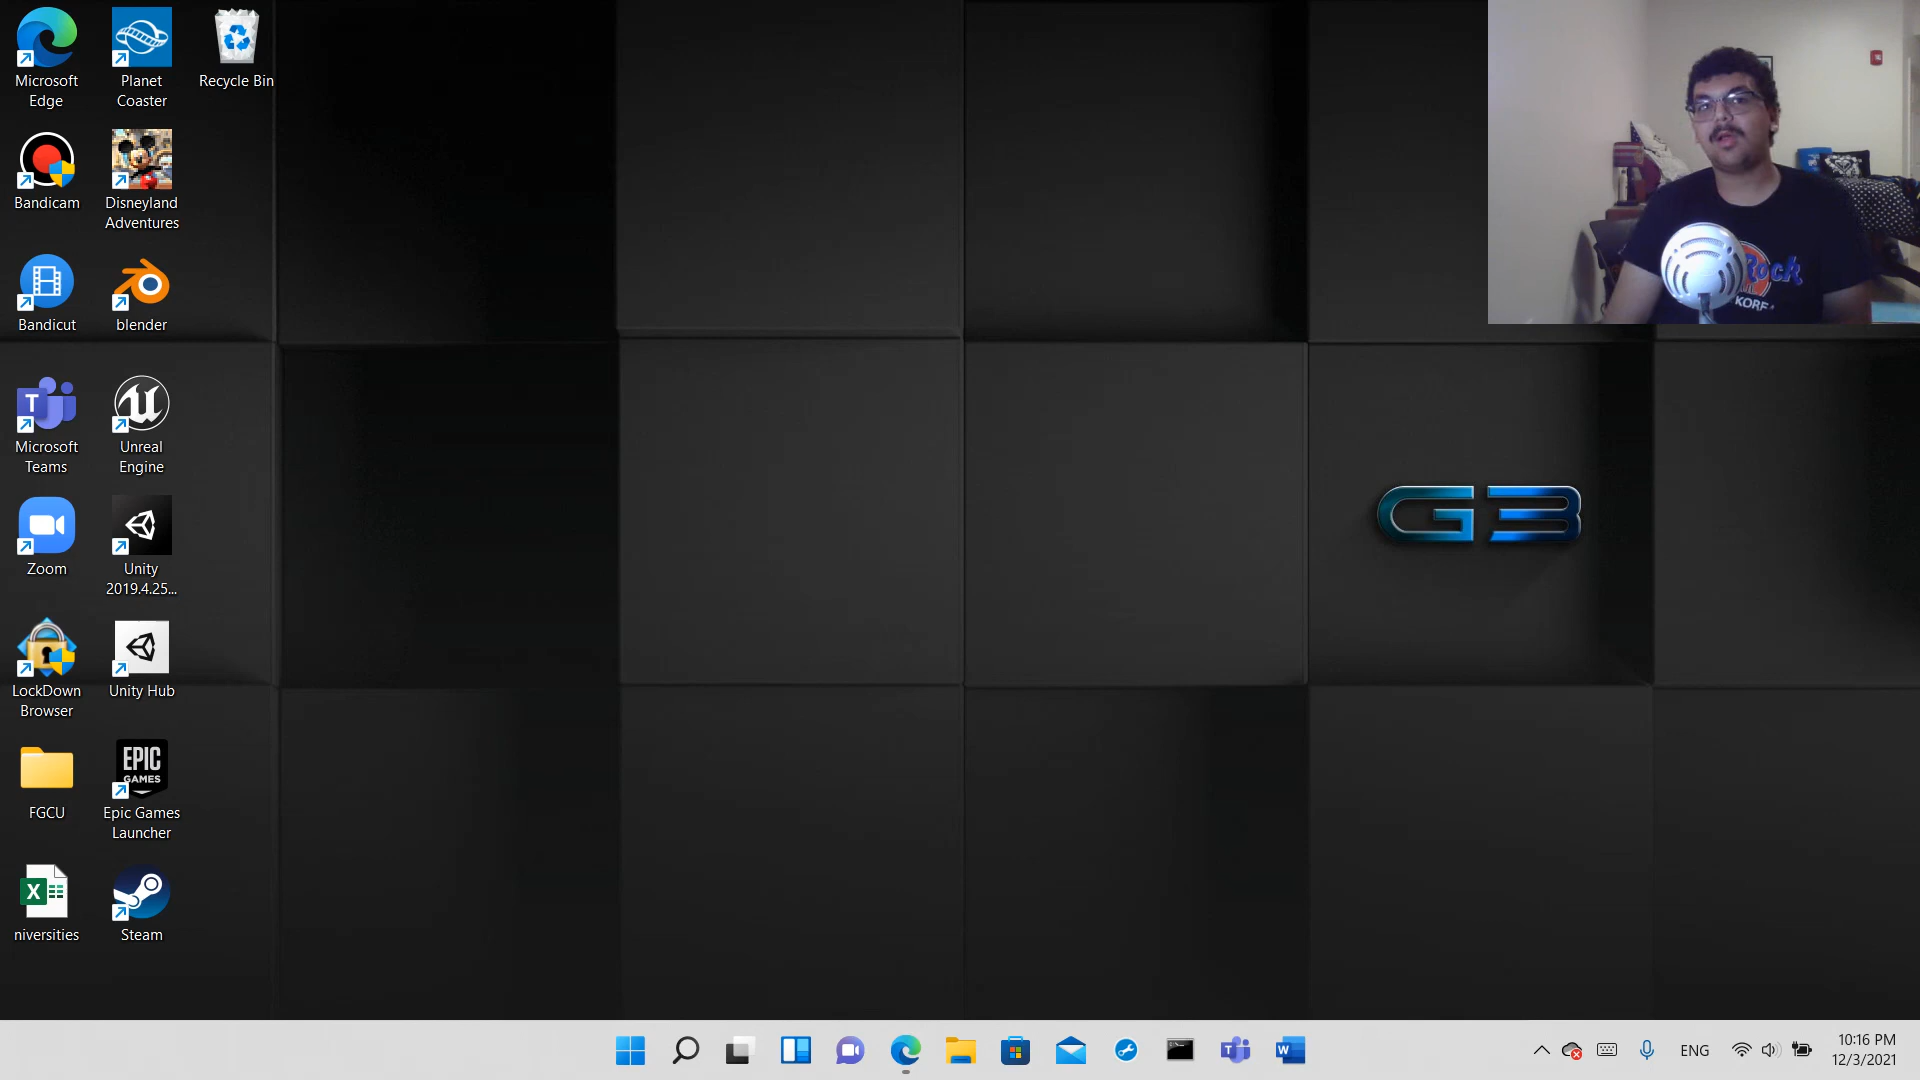 Microsoft
Edge
Planet
Coaster
Recycle Bin
Bandicam
Disneyland
Adventures
Bandicut
blender
T
Microsoft
Teams
Unreal
Engine
Zoom
Unity
2019.4.25...
LockDown
Browser
Unity Hub
FGCU
EPIC
GAMES
Epic Games
Launcher
X
niversities
Steam
G3
Rock
KOREA
T
W
ENG
10:16 PM
12/3/2021